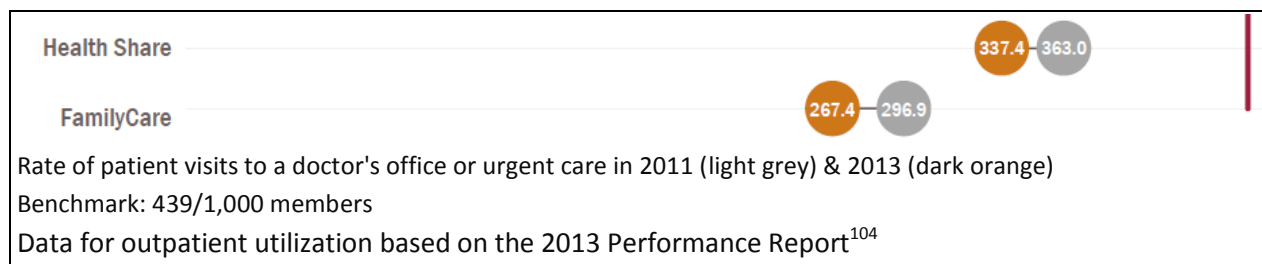 Health Share 337.4 363.0
FamilyCare 267.4 296.9
Rate of patient visits to a doctor's office or urgent care in 2011 (light grey) & 2013 (dark orange)
Benchmark: 439/1,000 members
Data for outpatient utilization based on the 2013 Performance Report104